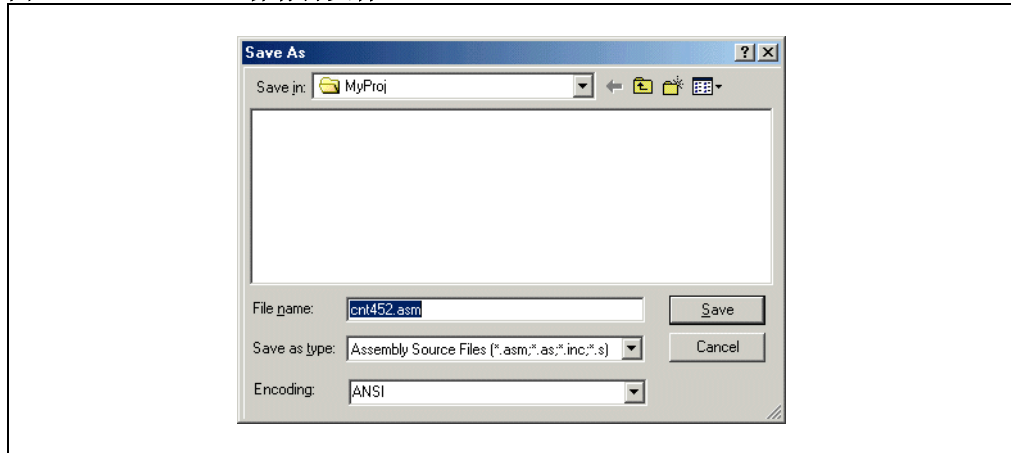 Save As
Save in: MyProj
File name: cnt452.asm
Save
Save as type: Assembly Source Files (*.asm;*.as;*.inc;*.s)
Cancel
Encoding: ANSI